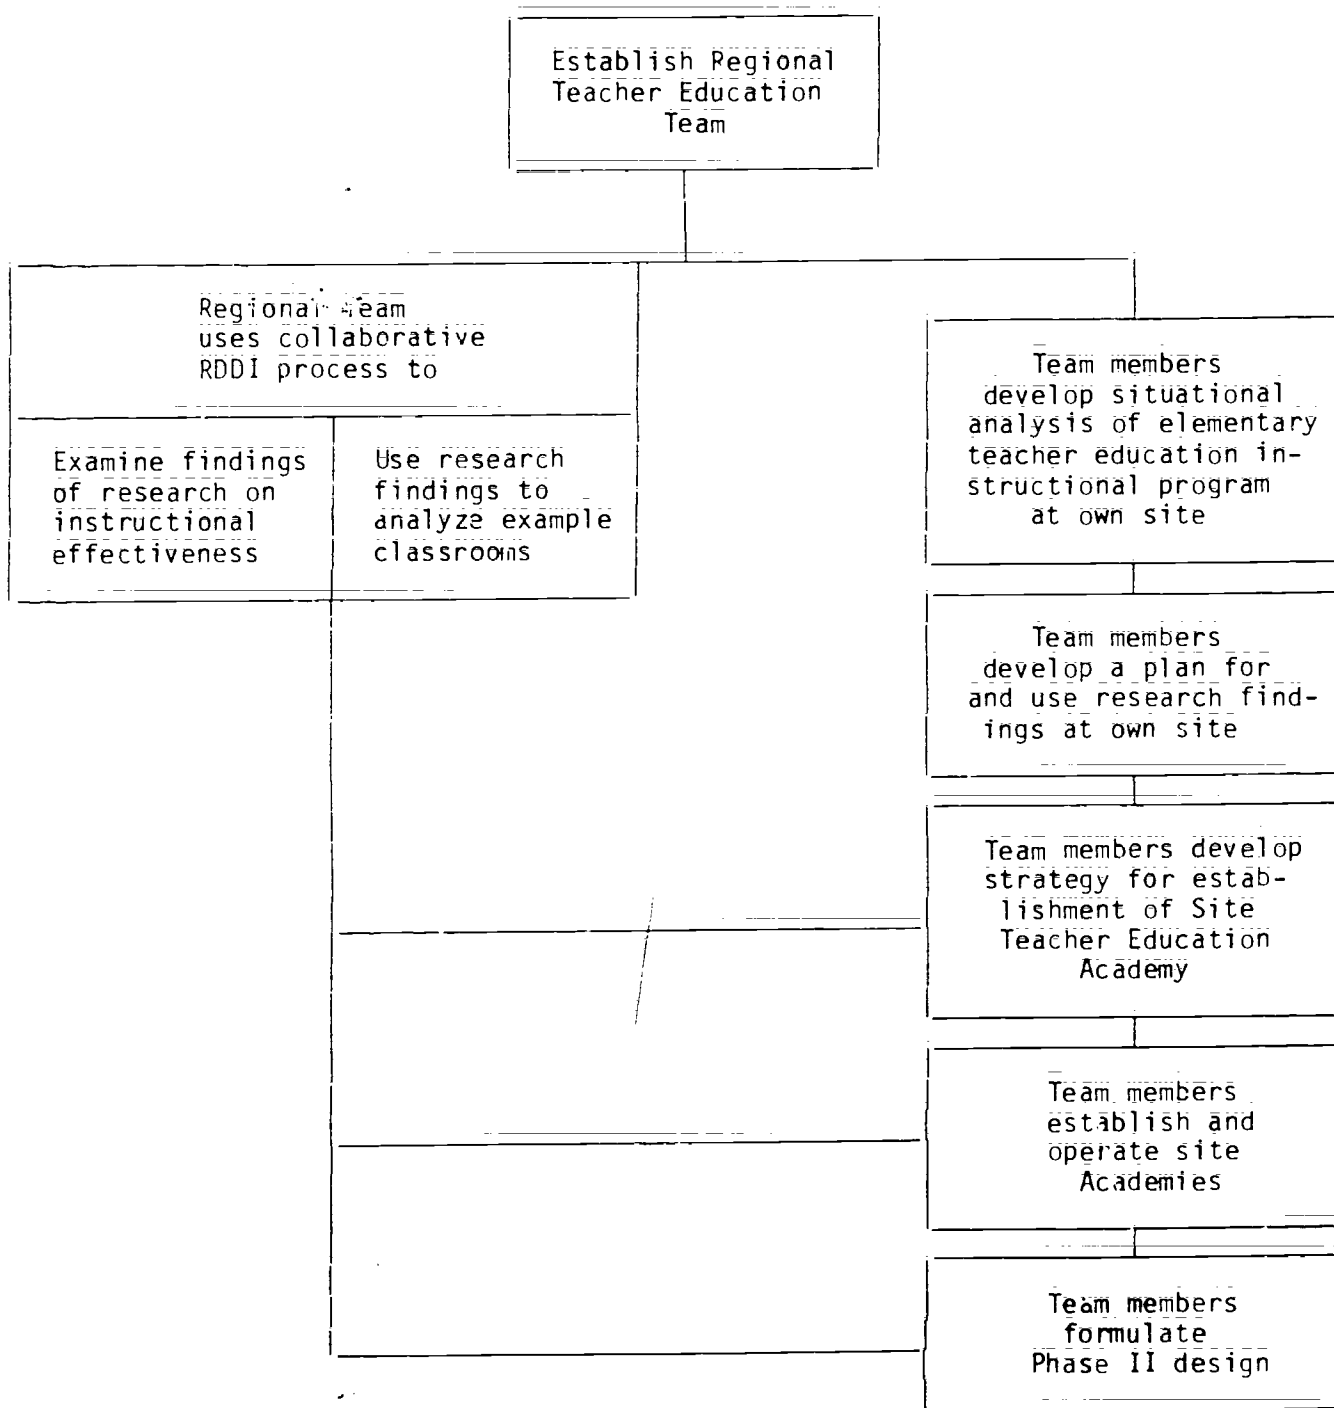 Establish Regional
Teacher Education
Team
Regional Team
uses collaborative
RDDI process to
Examine findings
of research on
instructional
effectiveness
Use research
findings to
analyze example
classrooms
Team members
develop situational
analysis of elementary
teacher education in-
structional program
at own site
Team members
develop a plan for
and use research find-
ings at own site
Team members develop
strategy for estab-
lishment of Site
Teacher Education
Academy
Team members
establish and
operate site
Academies
Team members
formulate
Phase II design